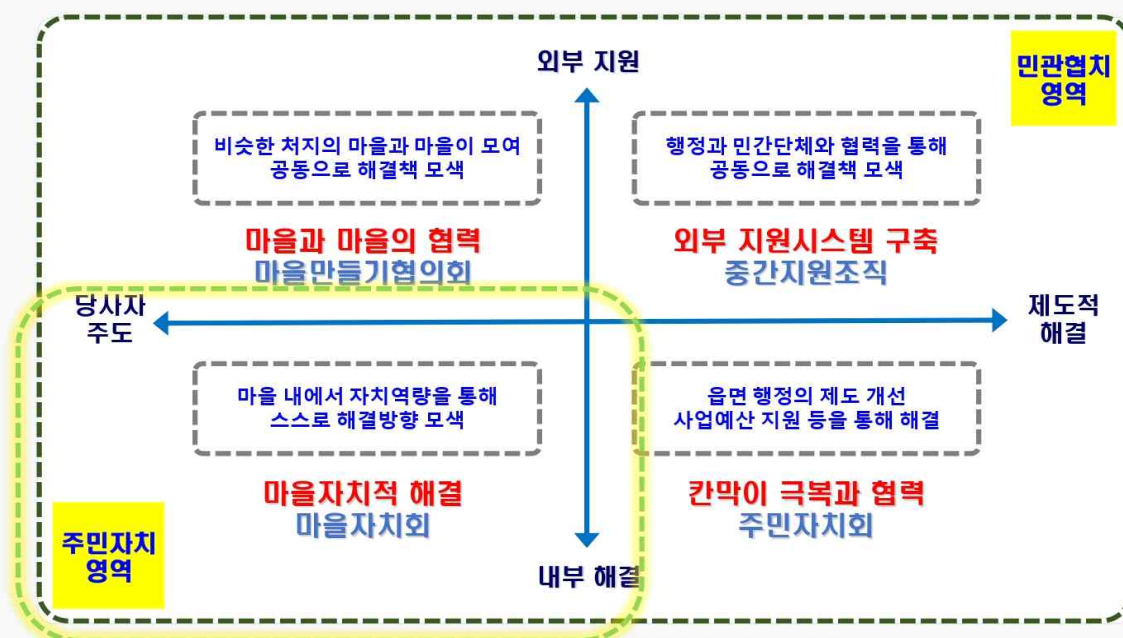 외부 지원
민관협치
영역
비슷한 처지의 마을과 마을이 모여
공동으로 해결책 모색
행정과 민간단체와 협력을 통해
공동으로 해결책 모색
마을과 마을의 협력
마을만들기협의회
외부 지원시스템 구축
중간지원조직
당사자
주도
제도적
해결
마을 내에서 자치역량을 통해
스스로 해결방향 모색
읍면 행정의 제도 개선
사업예산 지원 등을 통해 해결
마을자치적 해결
마을자치회
칸막이 극복과 협력
주민자치회
주민자치
영역
내부 해결